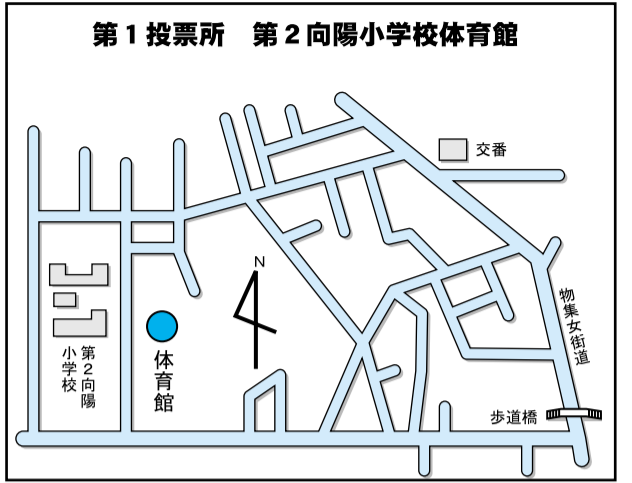 第１投票所　第２向陽小学校体育館
交番
N
物集女街道
第２向陽
小学校
体育館
歩道橋